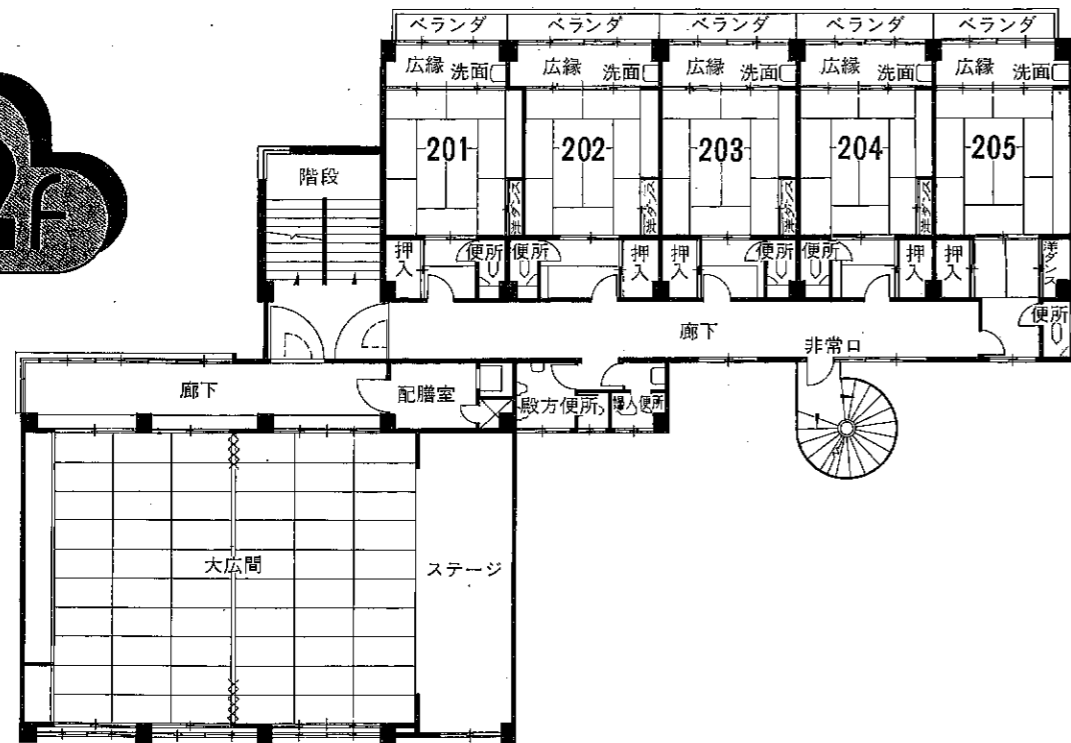 2f
ベランダ ベランダ ベランダ ベランダ ベランダ
広縁 洗面 広縁 洗面 広縁 洗面 広縁 洗面 広縁 洗面
201 202 203 204 205
階段
洋ダンス 洋ダンス 洋ダンス
押入 便所 便所 押入 押入 便所 便所 押入 押入 洋ダンス
便所
廊下
非常口
廊下
配膳室
殿方便所 婦人便所
大広間
ステージ